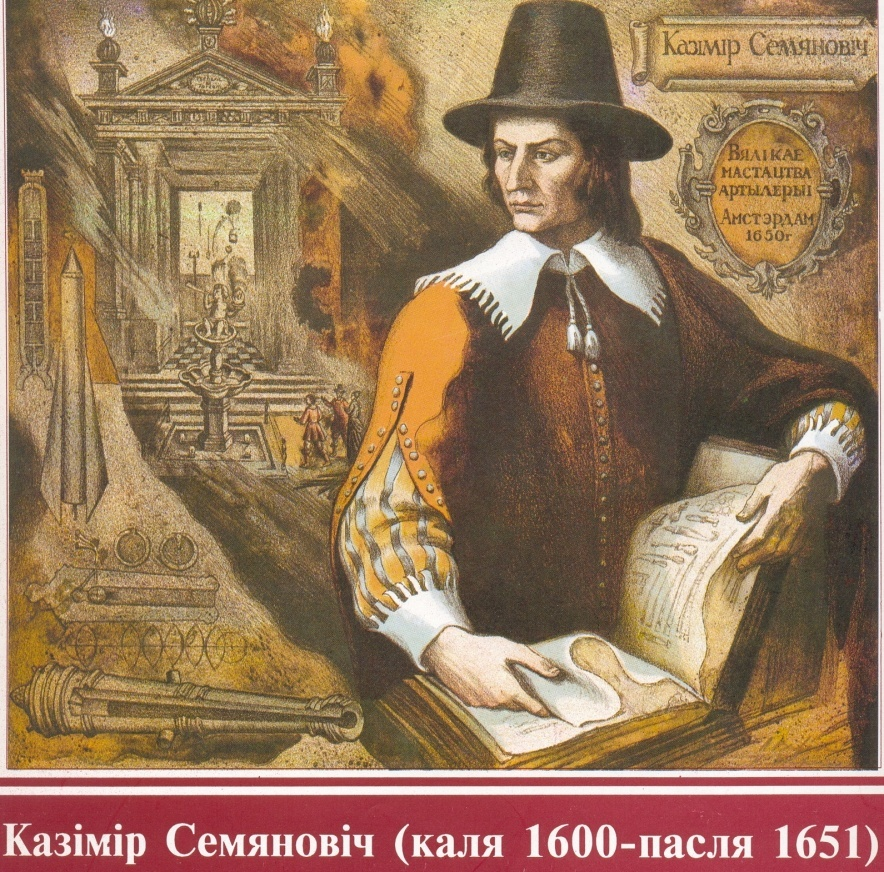 Казімір Семяновіч
Вялікае
мастацтва
артылерыі
Амстэрдам
1650г
Казімір Семяновіч (каля 1600-пасля 1651)